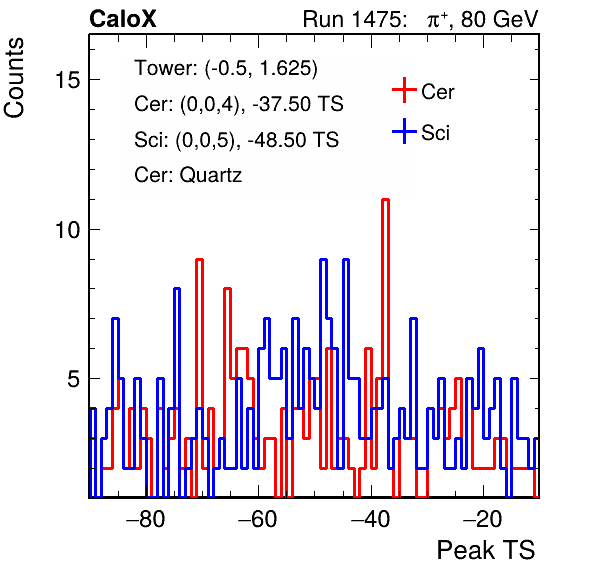 CaloX Run 1475: π⁺, 80 GeV
Counts
Tower: (-0.5, 1.625)
Cer: (0,0,4), -37.50 TS
Sci: (0,0,5), -48.50 TS
Cer: Quartz
Cer
Sci
15
10
5
−80 −60 −40 −20
Peak TS